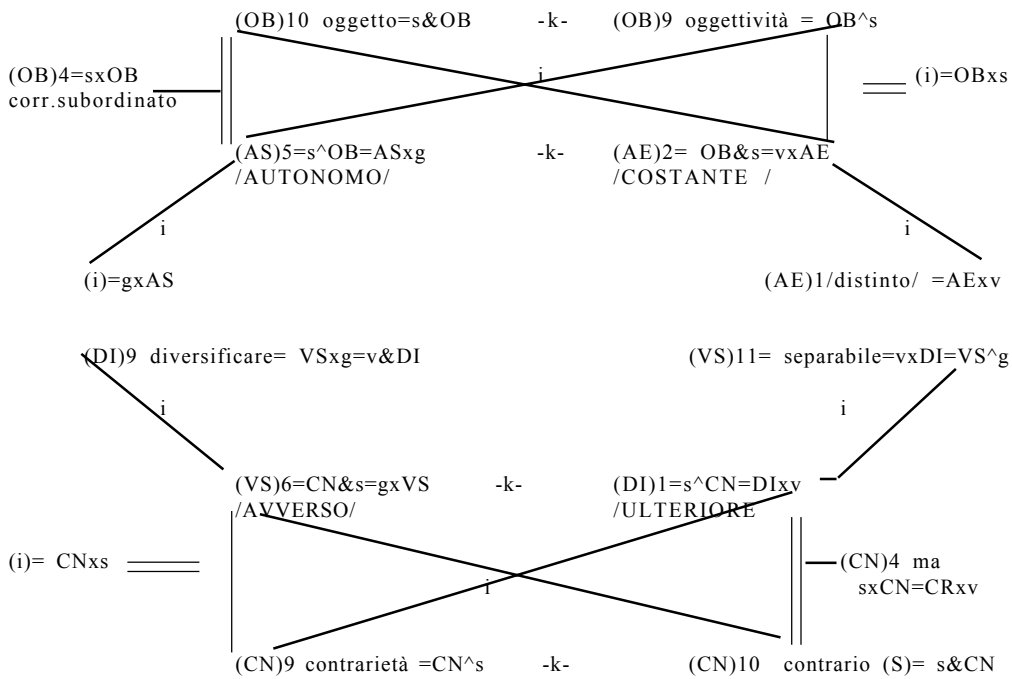 (OB)10 oggetto=s&OB -k- (OB)9 oggettività = OB^s
(OB)4=sxOB i (i)=OBxs
corr.subordinato
(AS)5=s^OB=ASxg -k- (AE)2= OB&s=vxAE
/AUTONOMO/ /COSTANTE /
i i
(i)=gxAS (AE)1/distinto/ =AExv
(DI)9 diversificare= VSxg=v&DI (VS)11= separabile=vxDI=VS^g
i i
(VS)6=CN&s=gxVS -k- (DI)1=s^CN=DIxv
/AVVERSO/ /ULTERIORE
(i)= CNxs (CN)4 ma
i sxCN=CRxv
(CN)9 contrarietà =CN^s -k- (CN)10 contrario (S)= s&CN